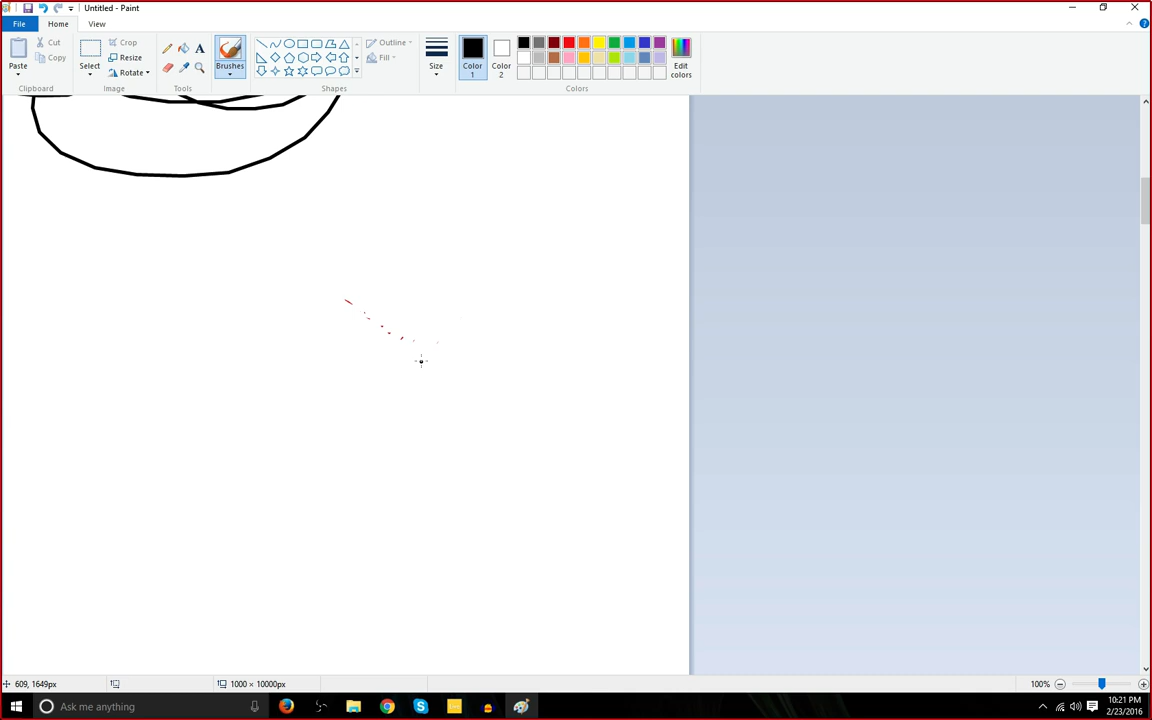 Untitled - Paint
File Home View
Paste
Cut
Copy
Clipboard
Select
Crop
Resize
Rotate
Image
A
Tools
Brushes
Shapes
Outline
Fill
Size
Color 1
Color 2
Colors
Edit colors
609, 1649px
1000 × 10000px
100%
Ask me anything
10:21 PM
2/23/2016